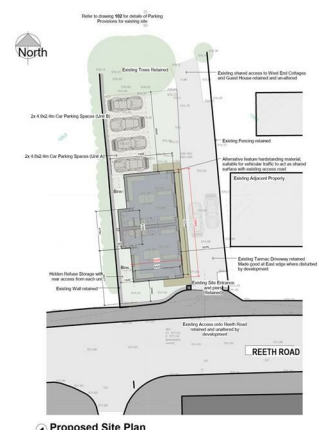 Refer to drawing 102 for details of Parking
Provisions for existing site
North
Existing Trees Retained
Existing shared access to West End Cottages
and Guest House retained and un-altered
2x 4.8x2.4m Car Parking Spaces (Unit B)
Existing Fencing retained
2x 4.8x2.4m Car Parking Spaces (Unit A)
Alternative feature hardstanding material,
suitable for vehicular traffic to act as shared
surface with existing road
Existing Adjacent Property
Bins
Bins
Existing Tarmac Driveway retained
Made good at East edge where disturbed
by development
Hidden Refuse Storage with
rear access from each unit
Existing Wall retained
Existing Site Entrance
Retained
Existing Access onto Reeth Road
retained and unaltered by
development
REETH ROAD
Proposed Site Plan